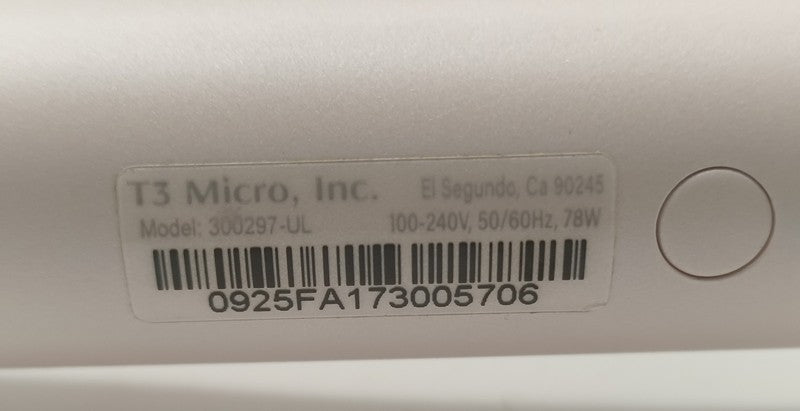 T3 Micro, Inc. El Segundo, Ca 90245
Model: 300297-UL 100-240V, 50/60Hz, 78W
0925FA173005706